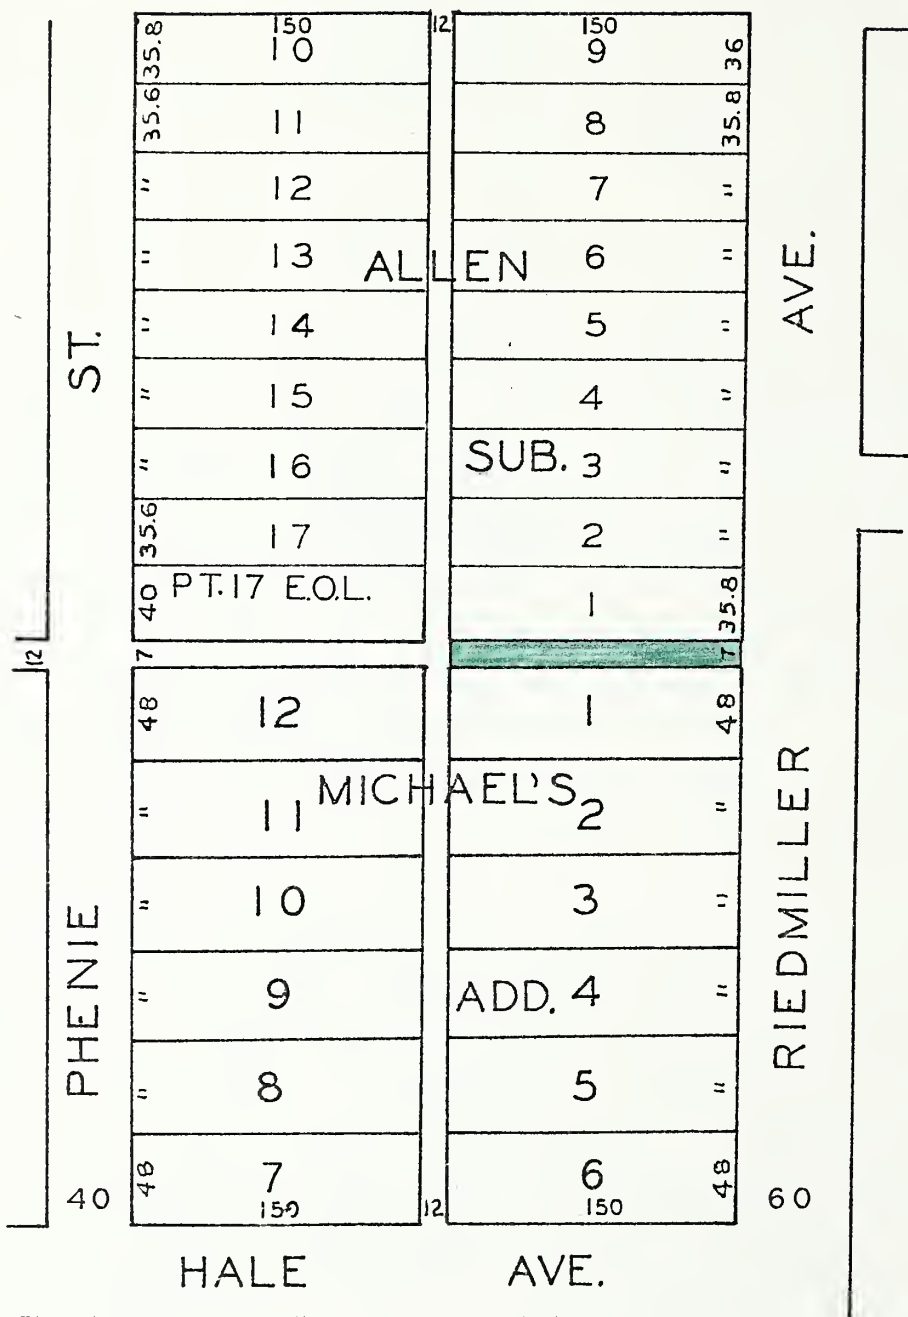 150 12 150
35.8 10 9 36
35.6 11 8 35.8
" 12 7 "
" 13 ALLEN 6 "
" 14 5 "
" 15 4 "
" 16 SUB. 3 "
35.6 17 2 "
40 PT.17 E.O.L. 1 35.8
12 7 7
48 12 1 48
" 11 MICHAEL'S 2 "
" 10 3 "
" 9 ADD. 4 "
" 8 5 "
48 7 6 48
150 12 150
PHENIE ST.
40
RIEDMILLER AVE.
60
HALE AVE.